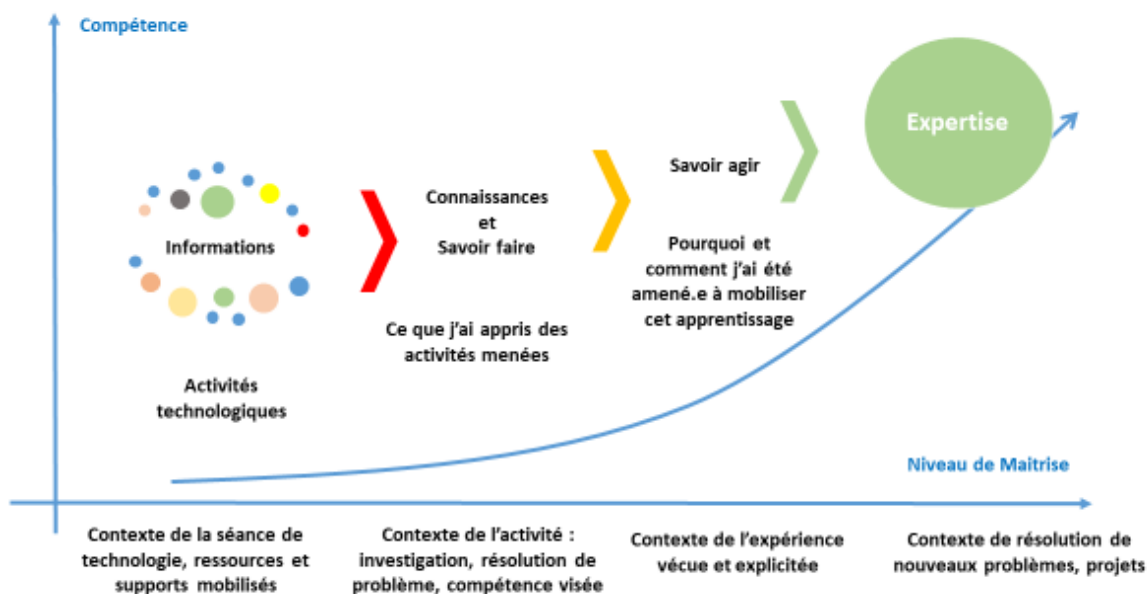 Compétence
Expertise
Savoir agir
Connaissances
et
Savoir faire
Informations
Pourquoi et
comment j'ai été
amené.e à mobiliser
cet apprentissage
Ce que j'ai appris des
activités menées
Activités
technologiques
Niveau de Maitrise
Contexte de la séance de
technologie, ressources et
supports mobilisés
Contexte de l'activité :
investigation, résolution de
problème, compétence visée
Contexte de l'expérience
vécue et explicitée
Contexte de résolution de
nouveaux problèmes, projets